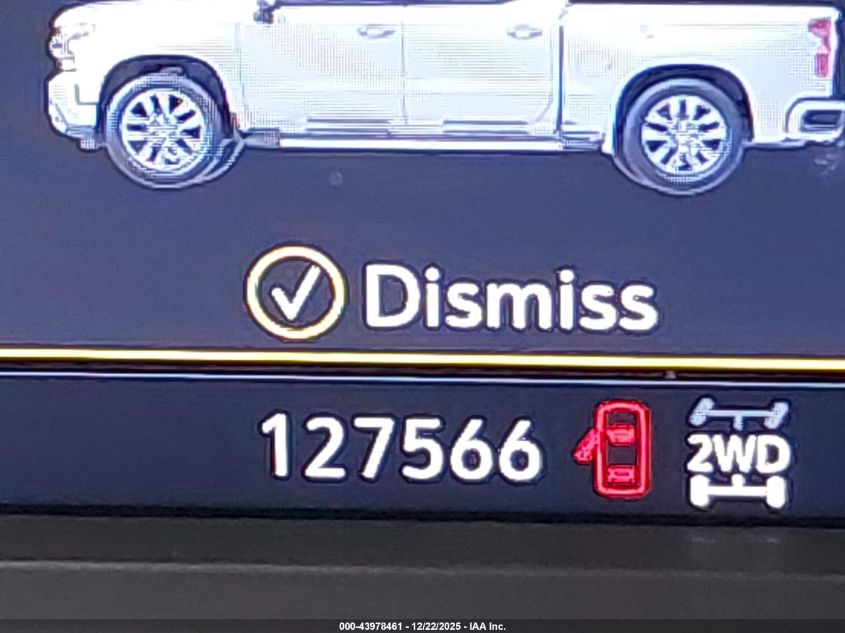 Dismiss
127566
2WD
000-43978461 - 12/22/2025 - IAA Inc.